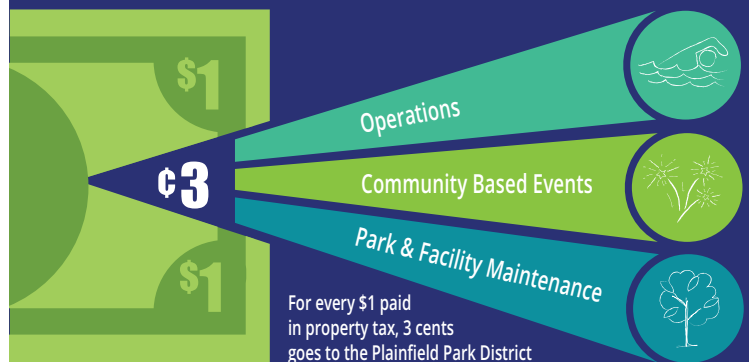 $1
Operations
¢3
Community Based Events
Park & Facility Maintenance
$1
For every $1 paid
in property tax, 3 cents
goes to the Plainfield Park District